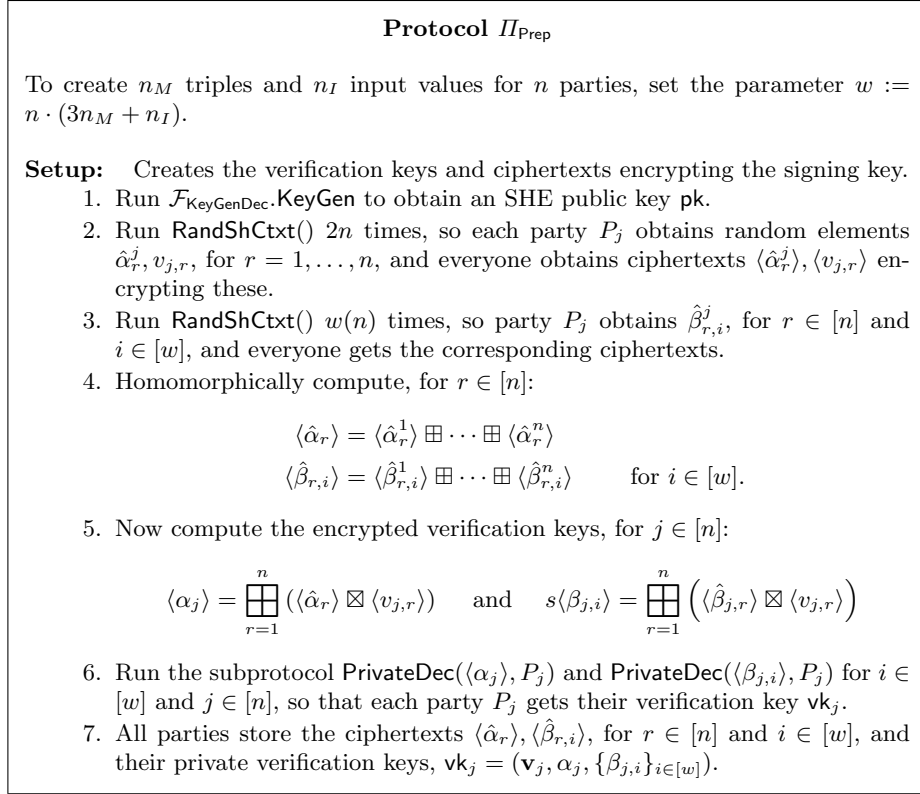 Protocol Π_Prep
To create n_M triples and n_I input values for n parties, set the parameter w :=
n · (3n_M + n_I).
Setup: Creates the verification keys and ciphertexts encrypting the signing key.
1. Run F_KeyGenDec.KeyGen to obtain an SHE public key pk.
2. Run RandShCtxt() 2n times, so each party P_j obtains random elements
α̂_r^j, v_{j,r}, for r = 1, . . . , n, and everyone obtains ciphertexts ⟨α̂_r^j⟩, ⟨v_{j,r}⟩ en-
crypting these.
3. Run RandShCtxt() w(n) times, so party P_j obtains β̂_{r,i}^j, for r ∈ [n] and
i ∈ [w], and everyone gets the corresponding ciphertexts.
4. Homomorphically compute, for r ∈ [n]:
⟨α̂_r⟩ = ⟨α̂_r^1⟩ ⊞ · · · ⊞ ⟨α̂_r^n⟩
⟨β̂_{r,i}⟩ = ⟨β̂_{r,i}^1⟩ ⊞ · · · ⊞ ⟨β̂_{r,i}^n⟩ for i ∈ [w].
5. Now compute the encrypted verification keys, for j ∈ [n]:
⟨α_j⟩ = ⊞_{r=1}^n (⟨α̂_r⟩ ⊠ ⟨v_{j,r}⟩) and s⟨β_{j,i}⟩ = ⊞_{r=1}^n (⟨β̂_{j,r}⟩ ⊠ ⟨v_{j,r}⟩)
6. Run the subprotocol PrivateDec(⟨α_j⟩, P_j) and PrivateDec(⟨β_{j,i}⟩, P_j) for i ∈
[w] and j ∈ [n], so that each party P_j gets their verification key vk_j.
7. All parties store the ciphertexts ⟨α̂_r⟩, ⟨β̂_{r,i}⟩, for r ∈ [n] and i ∈ [w], and
their private verification keys, vk_j = (v_j, α_j, {β_{j,i}}_{i∈[w]}).